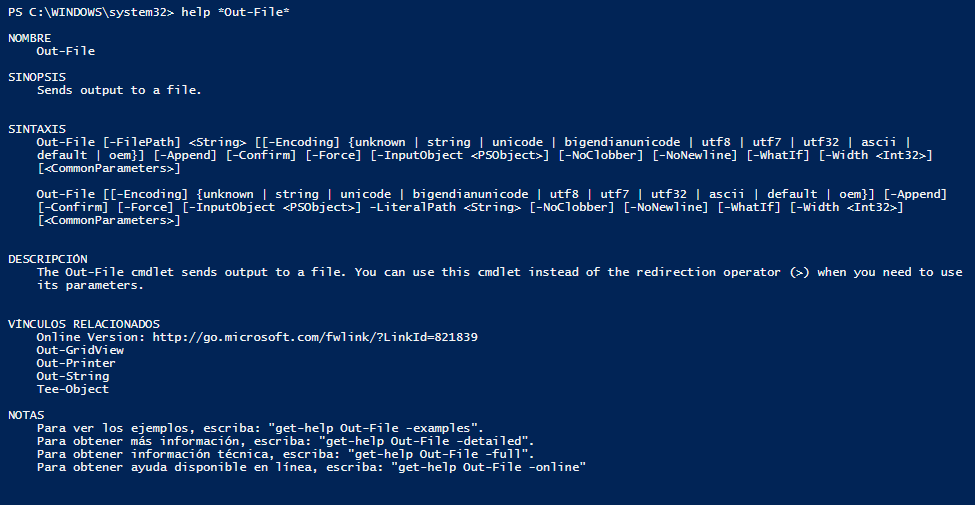 PS C:\WINDOWS\system32> help *Out-File*
NOMBRE
Out-File
SINOPSIS
Sends output to a file.
SINTAXIS
Out-File [-FilePath] <String> [[-Encoding] {unknown | string | unicode | bigendianunicode | utf8 | utf7 | utf32 | ascii |
default | oem}] [-Append] [-Confirm] [-Force] [-InputObject <PSObject>] [-NoClobber] [-NoNewline] [-WhatIf] [-Width <Int32>]
[<CommonParameters>]
Out-File [[-Encoding] {unknown | string | unicode | bigendianunicode | utf8 | utf7 | utf32 | ascii | default | oem}] [-Append]
[-Confirm] [-Force] [-InputObject <PSObject>] -LiteralPath <String> [-NoClobber] [-NoNewline] [-WhatIf] [-Width <Int32>]
[<CommonParameters>]
DESCRIPCIÓN
The Out-File cmdlet sends output to a file. You can use this cmdlet instead of the redirection operator (>) when you need to use
its parameters.
VÍNCULOS RELACIONADOS
Online Version: http://go.microsoft.com/fwlink/?LinkId=821839
Out-GridView
Out-Printer
Out-String
Tee-Object
NOTAS
Para ver los ejemplos, escriba: "get-help Out-File -examples".
Para obtener más información, escriba: "get-help Out-File -detailed".
Para obtener información técnica, escriba: "get-help Out-File -full".
Para obtener ayuda disponible en línea, escriba: "get-help Out-File -online"